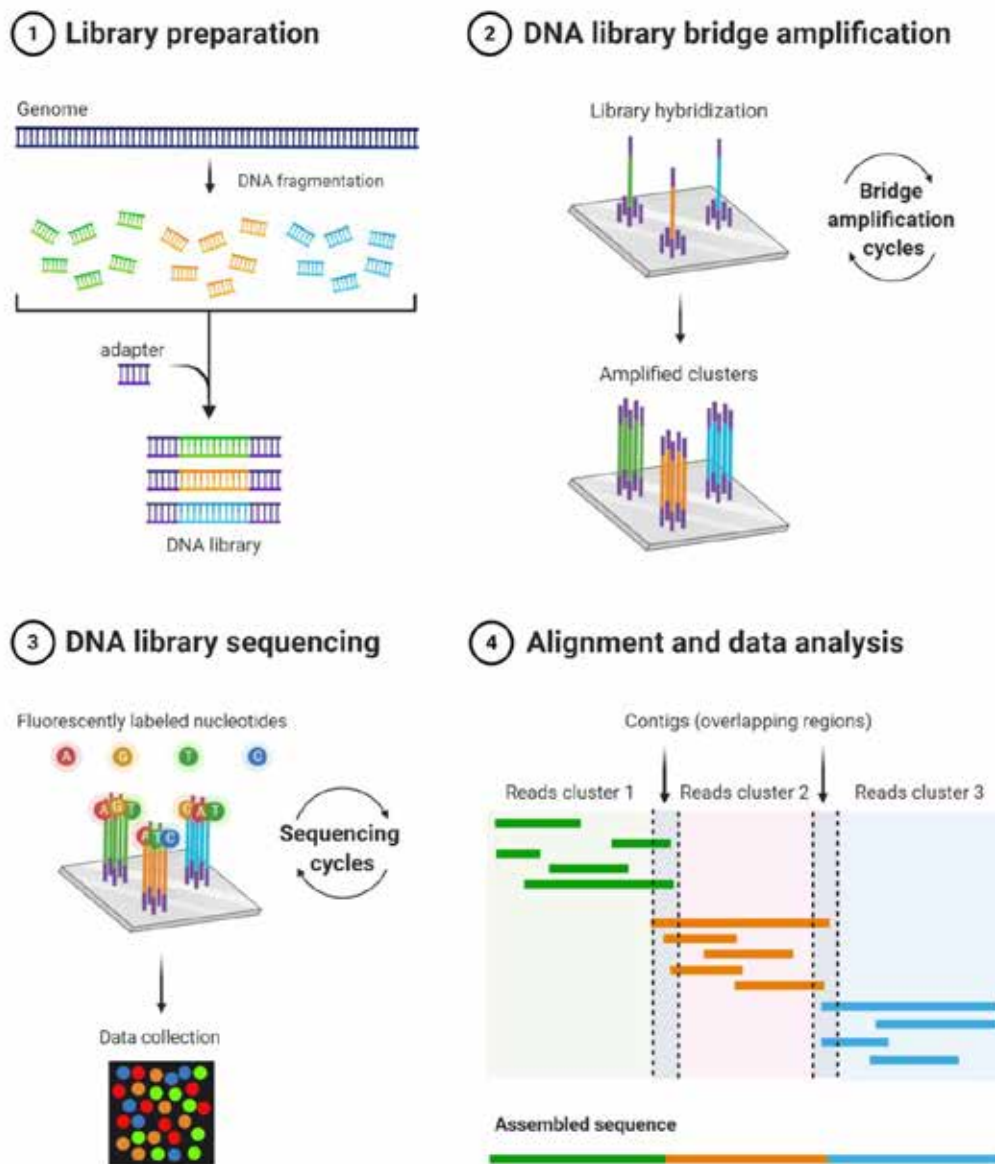 1 Library preparation
Genome
DNA fragmentation
adapter
DNA library
2 DNA library bridge amplification
Library hybridization
Bridge
amplification
cycles
Amplified clusters
3 DNA library sequencing
Fluorescently labeled nucleotides
A G T C
A G T
G A T
A T C
Sequencing
cycles
Data collection
4 Alignment and data analysis
Contigs (overlapping regions)
Reads cluster 1 Reads cluster 2 Reads cluster 3
Assembled sequence